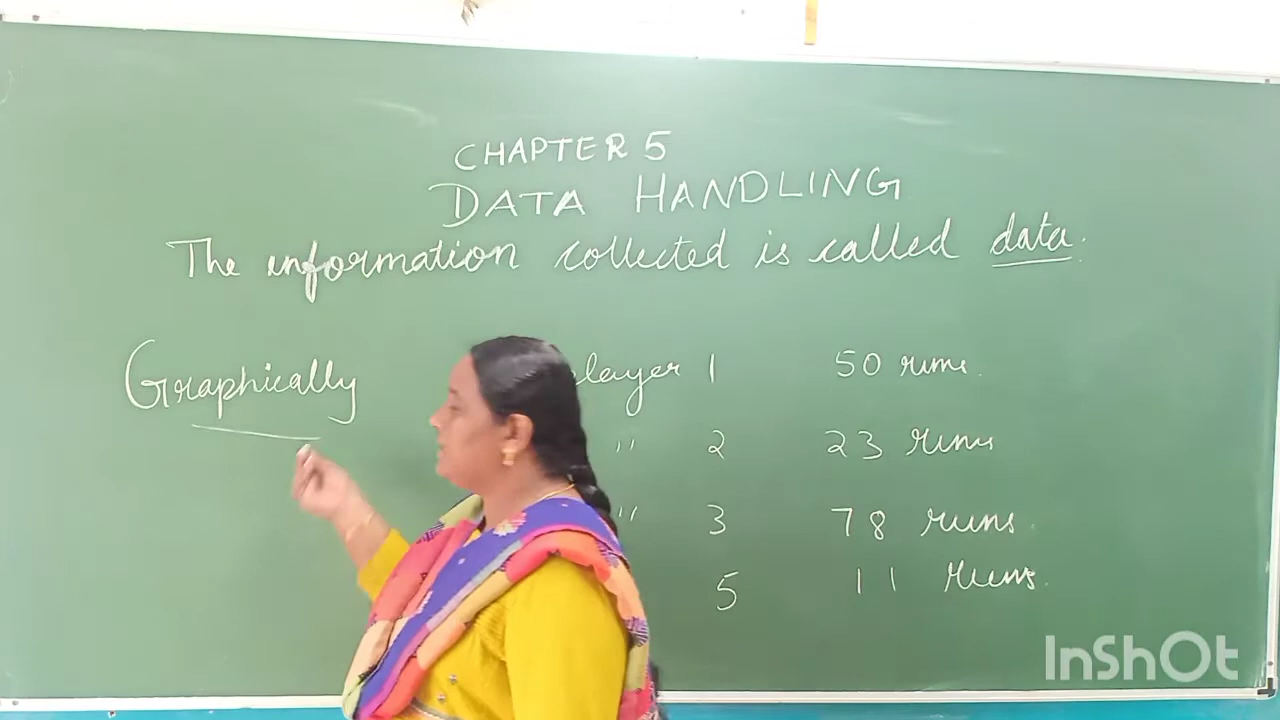 CHAPTER 5
DATA HANDLING
The information collected is called data.
Graphically
layer 1 50 runs.
" 2 23 runs
" 3 78 runs
5 11 runs.
InShOt